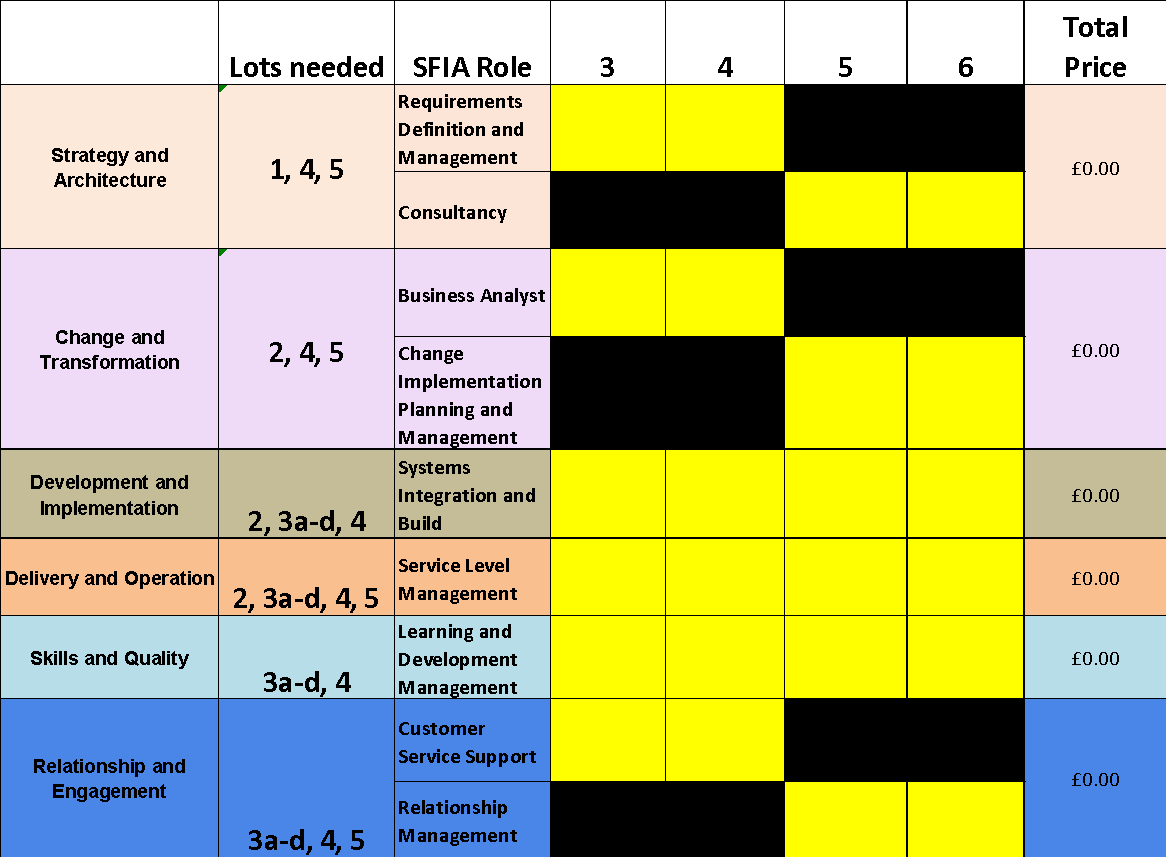 Total
Price
Lots needed
SFIA Role
3
4
5
6
Strategy and
Architecture
1, 4, 5
Requirements
Definition and
Management
Consultancy
£0.00
Change and
Transformation
2, 4, 5
Business Analyst
Change
Implementation
Planning and
Management
£0.00
Development and
Implementation
2, 3a-d, 4
Systems
Integration and
Build
£0.00
Delivery and Operation
2, 3a-d, 4, 5
Service Level
Management
£0.00
Skills and Quality
3a-d, 4
Learning and
Development
Management
£0.00
Relationship and
Engagement
3a-d, 4, 5
Customer
Service Support
Relationship
Management
£0.00